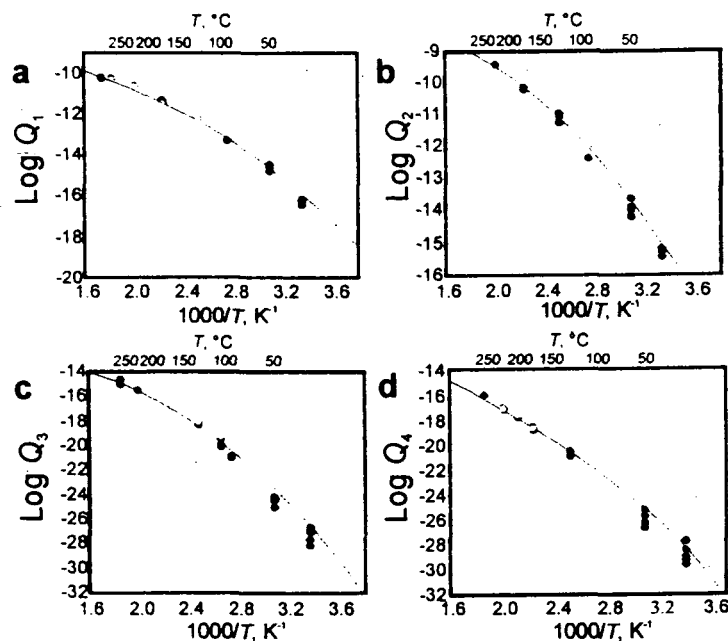 T, °C
250 200 150 100 50
a
Log Q1
-10
-12
-14
-16
-18
-20
1.6 2.0 2.4 2.8 3.2 3.6
1000/T, K-1
T, °C
250 200 150 100 50
b
Log Q2
-9
-10
-11
-12
-13
-14
-15
-16
1.6 2.0 2.4 2.8 3.2 3.6
1000/T, K-1
T, °C
250 200 150 100 50
c
Log Q3
-14
-16
-18
-20
-22
-24
-26
-28
-30
-32
1.6 2.0 2.4 2.8 3.2 3.6
1000/T, K-1
T, °C
250 200 150 100 50
d
Log Q4
-14
-16
-18
-20
-22
-24
-26
-28
-30
-32
1.6 2.0 2.4 2.8 3.2 3.6
1000/T, K-1